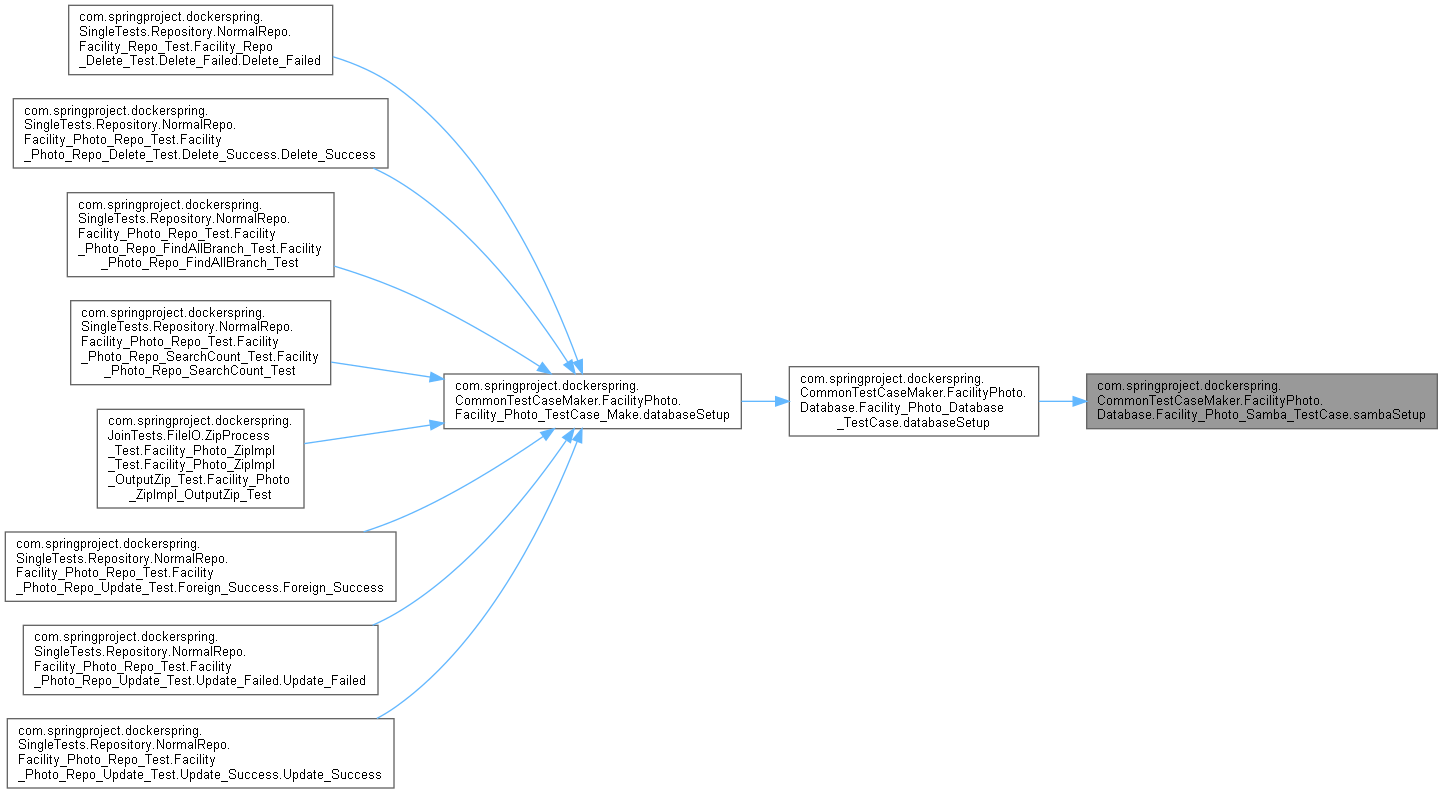 com.springproject.dockerspring.
SingleTests.Repository.NormalRepo.
Facility_Repo_Test.Facility_Repo
_Delete_Test.Delete_Failed.Delete_Failed
com.springproject.dockerspring.
SingleTests.Repository.NormalRepo.
Facility_Photo_Repo_Test.Facility
_Photo_Repo_Delete_Test.Delete_Success.Delete_Success
com.springproject.dockerspring.
SingleTests.Repository.NormalRepo.
Facility_Photo_Repo_Test.Facility
_Photo_Repo_FindAllBranch_Test.Facility
_Photo_Repo_FindAllBranch_Test
com.springproject.dockerspring.
SingleTests.Repository.NormalRepo.
Facility_Photo_Repo_Test.Facility
_Photo_Repo_SearchCount_Test.Facility
_Photo_Repo_SearchCount_Test
com.springproject.dockerspring.
JoinTests.FileIO.ZipProcess
_Test.Facility_Photo_ZipImpl
_Test.Facility_Photo_ZipImpl
_OutputZip_Test.Facility_Photo
_ZipImpl_OutputZip_Test
com.springproject.dockerspring.
SingleTests.Repository.NormalRepo.
Facility_Photo_Repo_Test.Facility
_Photo_Repo_Update_Test.Foreign_Success.Foreign_Success
com.springproject.dockerspring.
SingleTests.Repository.NormalRepo.
Facility_Photo_Repo_Test.Facility
_Photo_Repo_Update_Test.Update_Failed.Update_Failed
com.springproject.dockerspring.
SingleTests.Repository.NormalRepo.
Facility_Photo_Repo_Test.Facility
_Photo_Repo_Update_Test.Update_Success.Update_Success
com.springproject.dockerspring.
CommonTestCaseMaker.FacilityPhoto.
Facility_Photo_TestCase_Make.databaseSetup
com.springproject.dockerspring.
CommonTestCaseMaker.FacilityPhoto.
Database.Facility_Photo_Database
_TestCase.databaseSetup
com.springproject.dockerspring.
CommonTestCaseMaker.FacilityPhoto.
Database.Facility_Photo_Samba_TestCase.sambaSetup